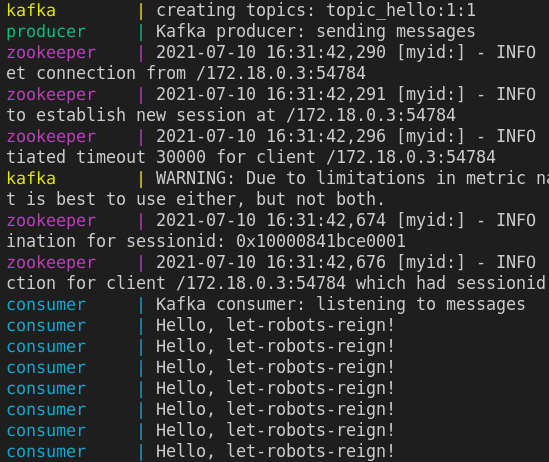 kafka | creating topics: topic_hello:1:1
producer | Kafka producer: sending messages
zookeeper | 2021-07-10 16:31:42,290 [myid:] - INFO
et connection from /172.18.0.3:54784
zookeeper | 2021-07-10 16:31:42,291 [myid:] - INFO
to establish new session at /172.18.0.3:54784
zookeeper | 2021-07-10 16:31:42,296 [myid:] - INFO
tiated timeout 30000 for client /172.18.0.3:54784
kafka | WARNING: Due to limitations in metric na
t is best to use either, but not both.
zookeeper | 2021-07-10 16:31:42,674 [myid:] - INFO
ination for sessionid: 0x10000841bce0001
zookeeper | 2021-07-10 16:31:42,676 [myid:] - INFO
ction for client /172.18.0.3:54784 which had sessionid
consumer | Kafka consumer: listening to messages
consumer | Hello, let-robots-reign!
consumer | Hello, let-robots-reign!
consumer | Hello, let-robots-reign!
consumer | Hello, let-robots-reign!
consumer | Hello, let-robots-reign!
consumer | Hello, let-robots-reign!
consumer | Hello, let-robots-reign!